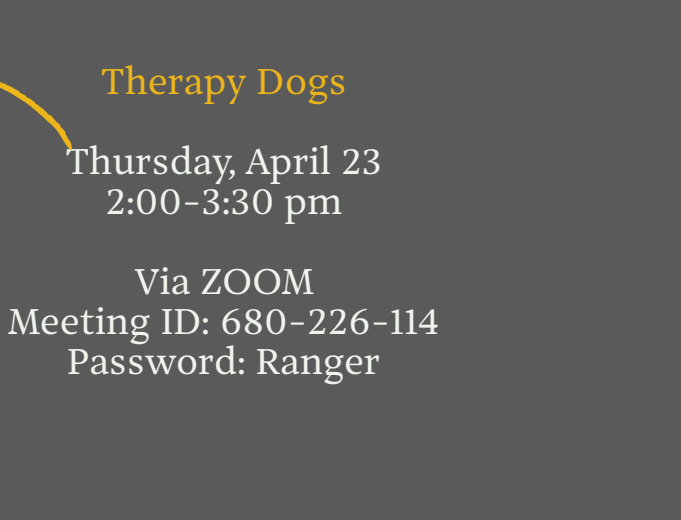 Therapy Dogs
Thursday, April 23
2:00-3:30 pm
Via ZOOM
Meeting ID: 680-226-114
Password: Ranger